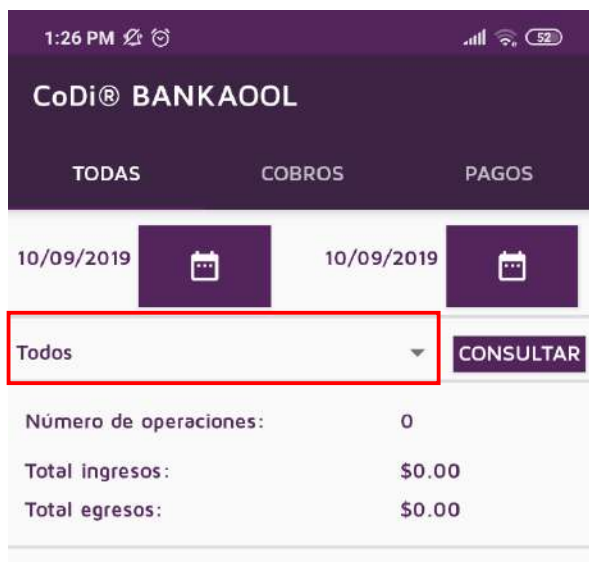 1:26 PM 52
CoDi® BANKAOOL
TODAS COBROS PAGOS
10/09/2019 10/09/2019
Todos CONSULTAR
Número de operaciones: 0
Total ingresos: $0.00
Total egresos: $0.00